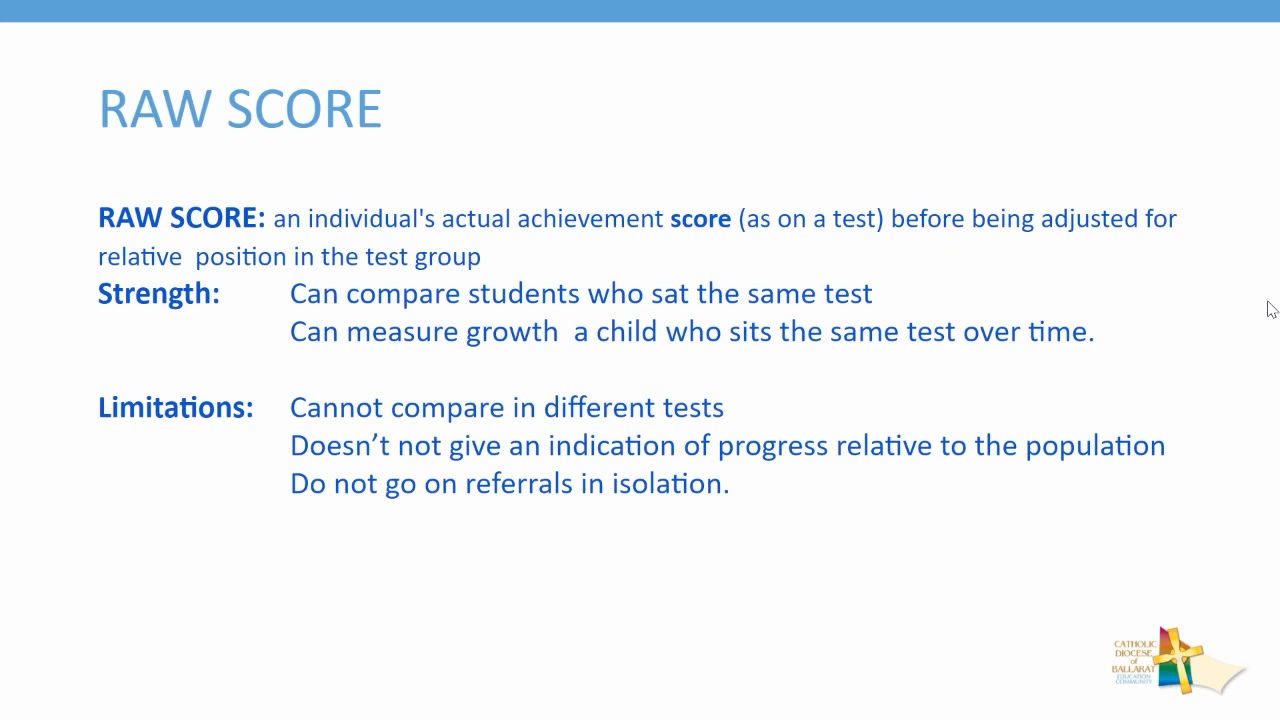 RAW SCORE
RAW SCORE: an individual's actual achievement score (as on a test) before being adjusted for
relative  position in the test group
Strength: Can compare students who sat the same test
Can measure growth  a child who sits the same test over time.
Limitations: Cannot compare in different tests
Doesn’t not give an indication of progress relative to the population
Do not go on referrals in isolation.
CATHOLIC
DIOCESE
of
BALLARAT
EDUCATION
COMMUNITY